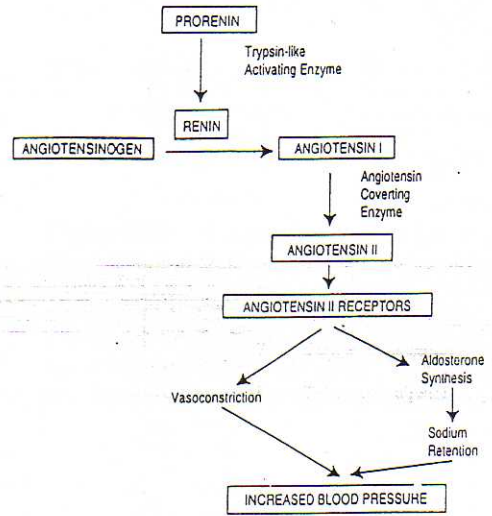 PRORENIN
Trypsin-like
Activating Enzyme
RENIN
ANGIOTENSINOGEN
ANGIOTENSIN I
Angiotensin
Coverting
Enzyme
ANGIOTENSIN II
ANGIOTENSIN II RECEPTORS
Aldosterone
Synthesis
Vasoconstriction
Sodium
Retention
INCREASED BLOOD PRESSURE